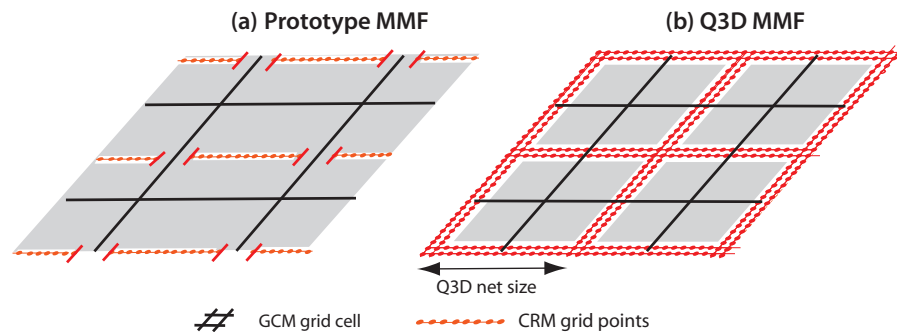 (a) Prototype MMF
(b) Q3D MMF
Q3D net size
GCM grid cell
CRM grid points